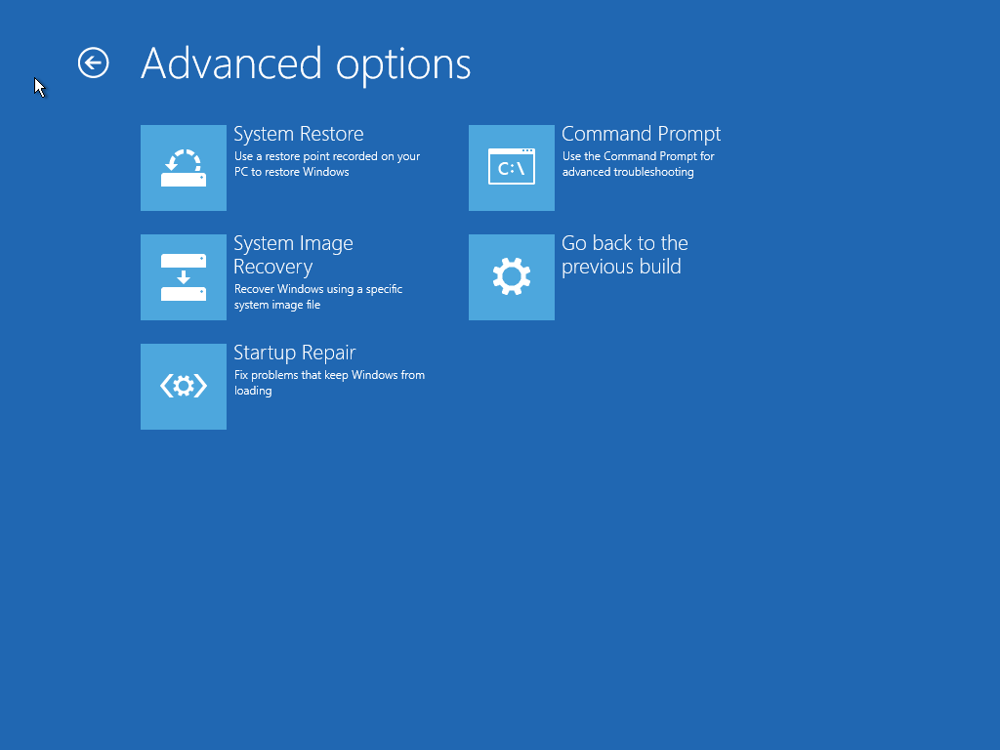 Advanced options
System Restore
Use a restore point recorded on your
PC to restore Windows
System Image
Recovery
Recover Windows using a specific
system image file
Startup Repair
Fix problems that keep Windows from
loading
C:\
Command Prompt
Use the Command Prompt for
advanced troubleshooting
Go back to the
previous build